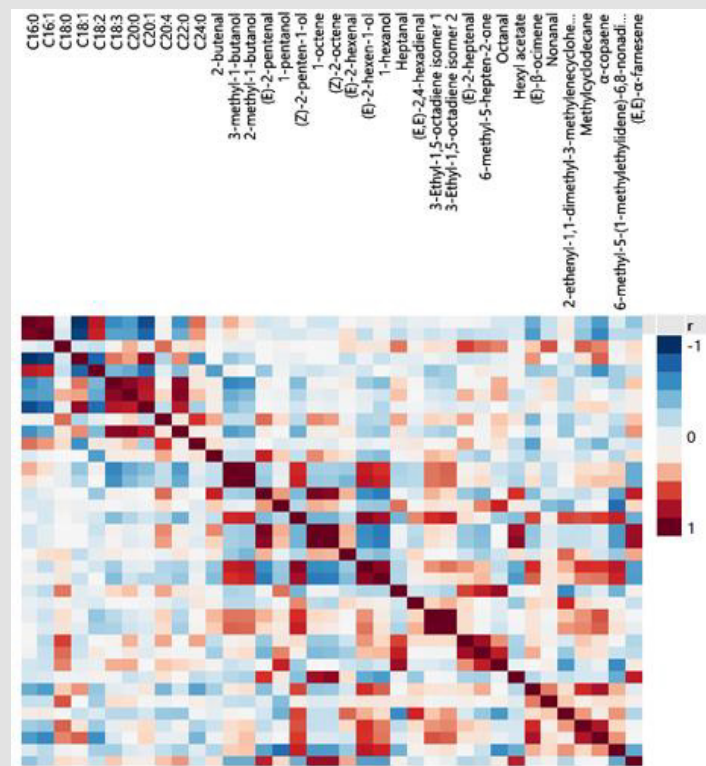 C16:0
C16:1
C18:0
C18:1
C18:2
C18:3
C20:0
C20:1
C20:4
C22:0
C24:0
2-butenal
3-methyl-1-butanol
2-methyl-1-butanol
(E)-2-pentenal
1-pentanol
(Z)-2-penten-1-ol
1-octene
(Z)-2-octene
(E)-2-hexenal
(E)-2-hexen-1-ol
1-hexanol
Heptanal
(E,E)-2,4-hexadienal
3-Ethyl-1,5-octadiene isomer 1
3-Ethyl-1,5-octadiene isomer 2
(E)-2-heptenal
6-methyl-5-hepten-2-one
Octanal
Hexyl acetate
(E)-β-ocimene
Nonanal
2-ethenyl-1,1-dimethyl-3-methylenecyclohe...
Methylcyclodecane
α-copaene
6-methyl-5-(1-methylethylidene)-6,8-nonadi...
(E,E)-α-farnesene
r
-1
0
1